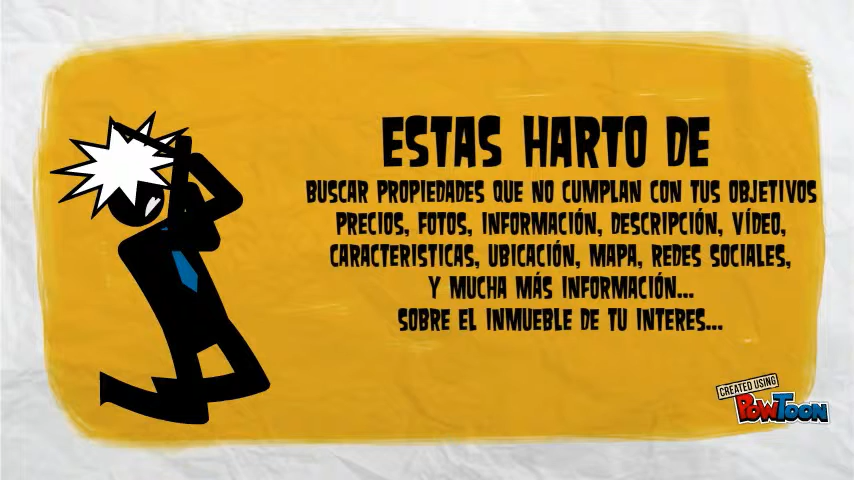 ESTAS HARTO DE
BUSCAR PROPIEDADES QUE NO CUMPLAN CON TUS OBJETIVOS
PRECIOS, FOTOS, INFORMACIÓN, DESCRIPCIÓN, VÍDEO,
CARACTERISTICAS, UBICACIÓN, MAPA, REDES SOCIALES,
Y MUCHA MÁS INFORMACIÓN...
SOBRE EL INMUEBLE DE TU INTERES...
CREATED USING
POWTOON